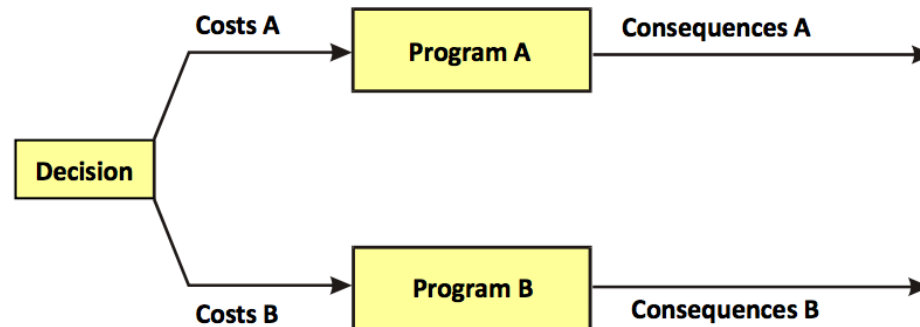 Costs A
Program A
Consequences A
Decision
Program B
Costs B
Consequences B